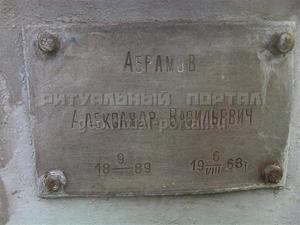 АБРАМОВ
РИТУАЛЬНЫЙ ПОРТАЛ
АЛЕКСАНДР ВАСИЛЬЕВИЧ
18 9/— 89 19 6/VIII 68 г